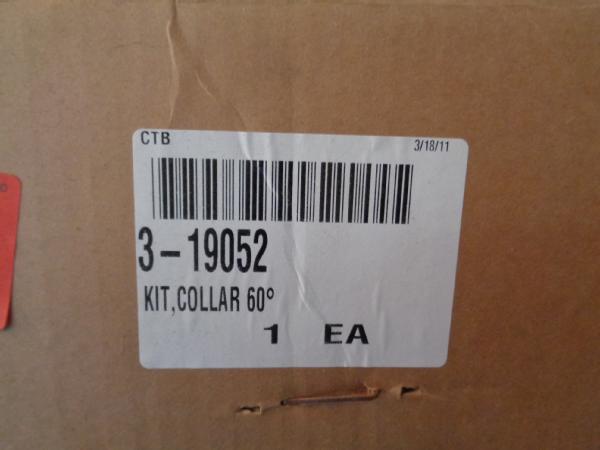 CTB 3/18/11
3-19052
KIT,COLLAR 60°
1 EA